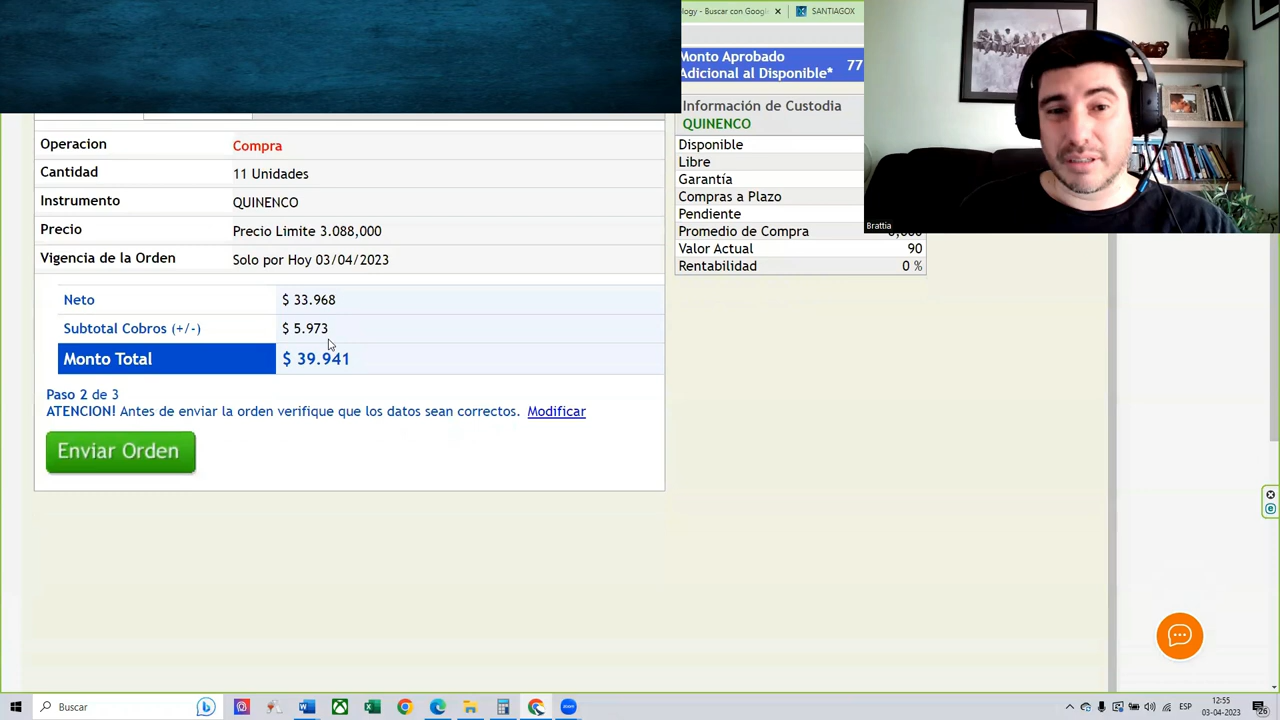 ology - Buscar con Google
SANTIAGOX
Monto Aprobado
Adicional al Disponible* 77
Información de Custodia
QUINENCO
Disponible
Libre
Garantía
Compras a Plazo
Pendiente
Promedio de Compra
Valor Actual 90
Rentabilidad 0 %
Brattia
Operacion Compra
Cantidad 11 Unidades
Instrumento QUINENCO
Precio Precio Limite 3.088,000
Vigencia de la Orden Solo por Hoy 03/04/2023
Neto $ 33.968
Subtotal Cobros (+/-) $ 5.973
Monto Total $ 39.941
Paso 2 de 3
ATENCION! Antes de enviar la orden verifique que los datos sean correctos. Modificar
Enviar Orden
Buscar
ESP
12:55
03-04-2023
26